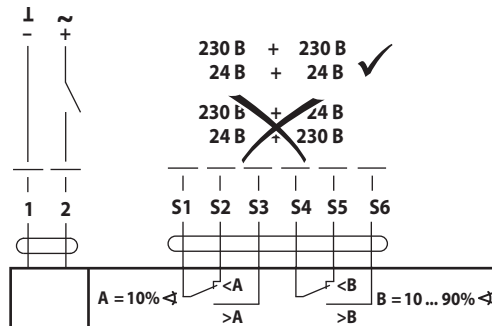 ⊥ ~
– +
230 В + 230 В
24 В + 24 В ✓
230 В + 24 В
24 В + 230 В
1 2 S1 S2 S3 S4 S5 S6
A = 10% ∢ <A >A <B >B B = 10 ... 90% ∢